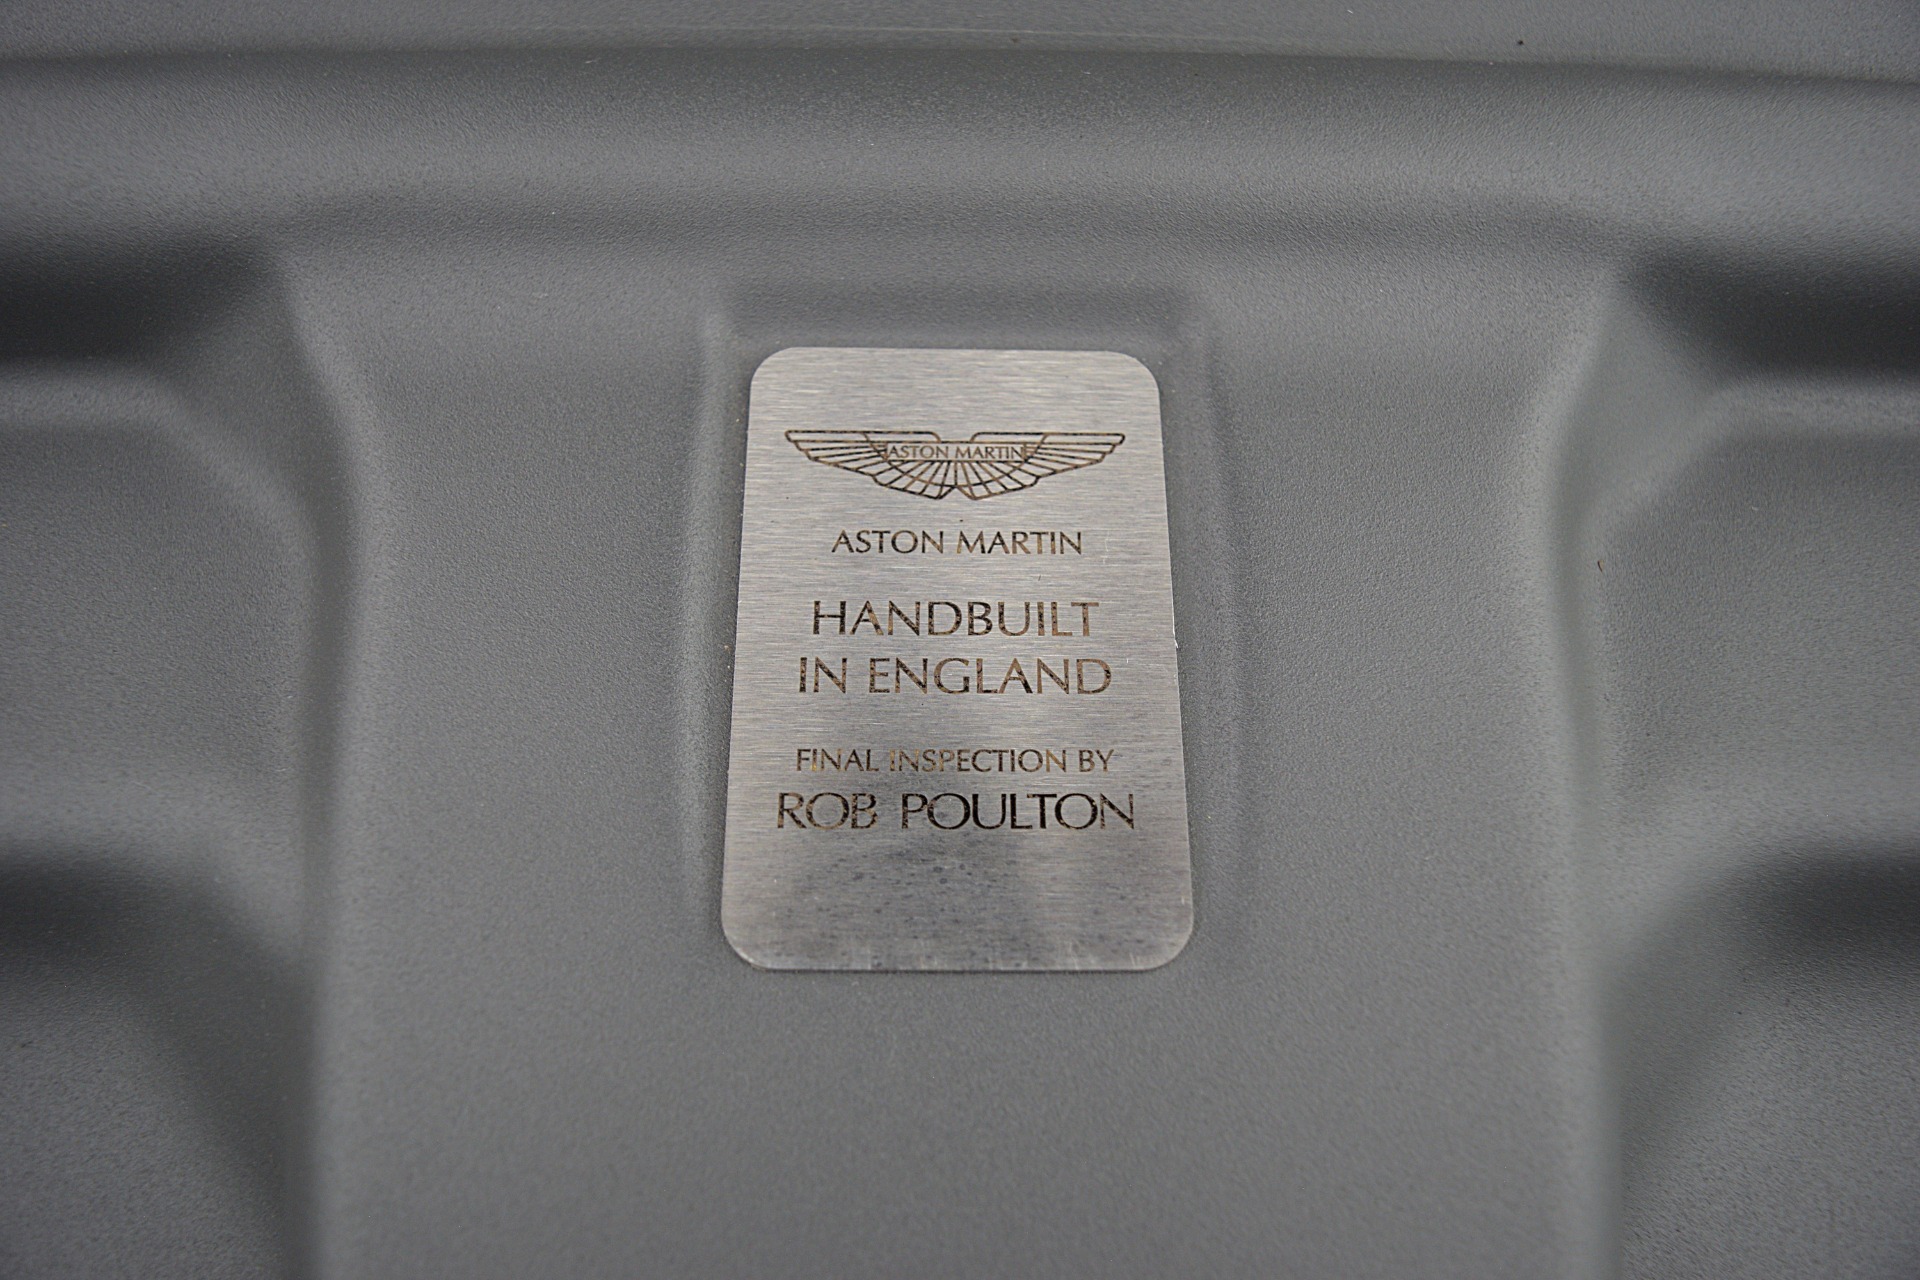 ASTON MARTIN
ASTON MARTIN
HANDBUILT
IN ENGLAND
FINAL INSPECTION BY
ROB POULTON